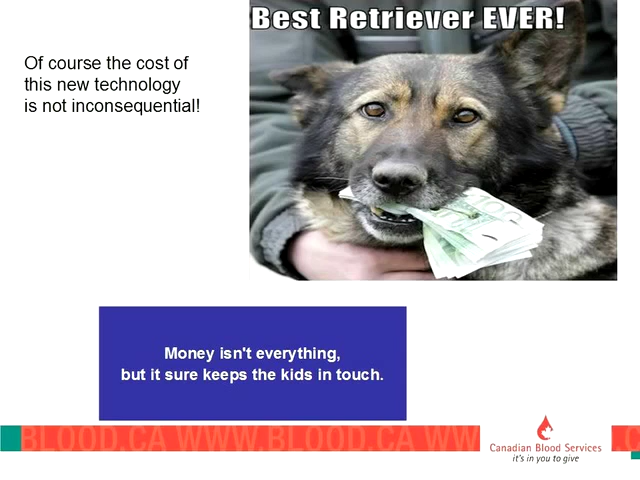 Best Retriever EVER!
Of course the cost of
this new technology
is not inconsequential!
100
Money isn't everything,
but it sure keeps the kids in touch.
BLOOD.CA WWW.BLOOD.CA WW
.C
Canadian Blood Services
it's in you to give